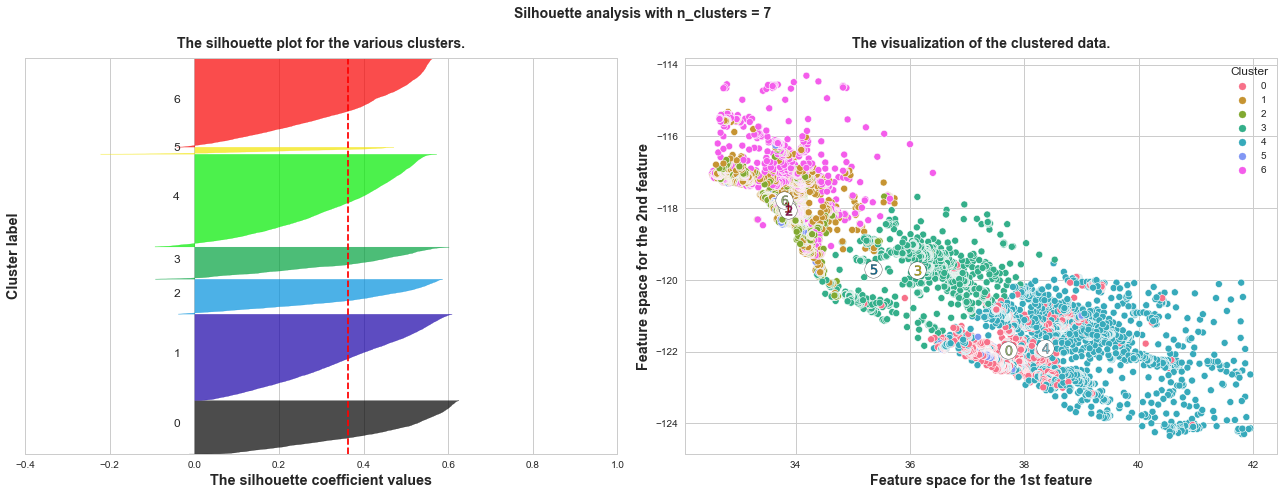 Silhouette analysis with n_clusters = 7
The silhouette plot for the various clusters.
6
5
4
3
2
1
0
Cluster label
−0.4 −0.2 0.0 0.2 0.4 0.6 0.8 1.0
The silhouette coefficient values
The visualization of the clustered data.
Cluster
0
1
2
3
4
5
6
−114
−116
−118
−120
−122
−124
Feature space for the 2nd feature
5 3
0 4
34 36 38 40 42
Feature space for the 1st feature